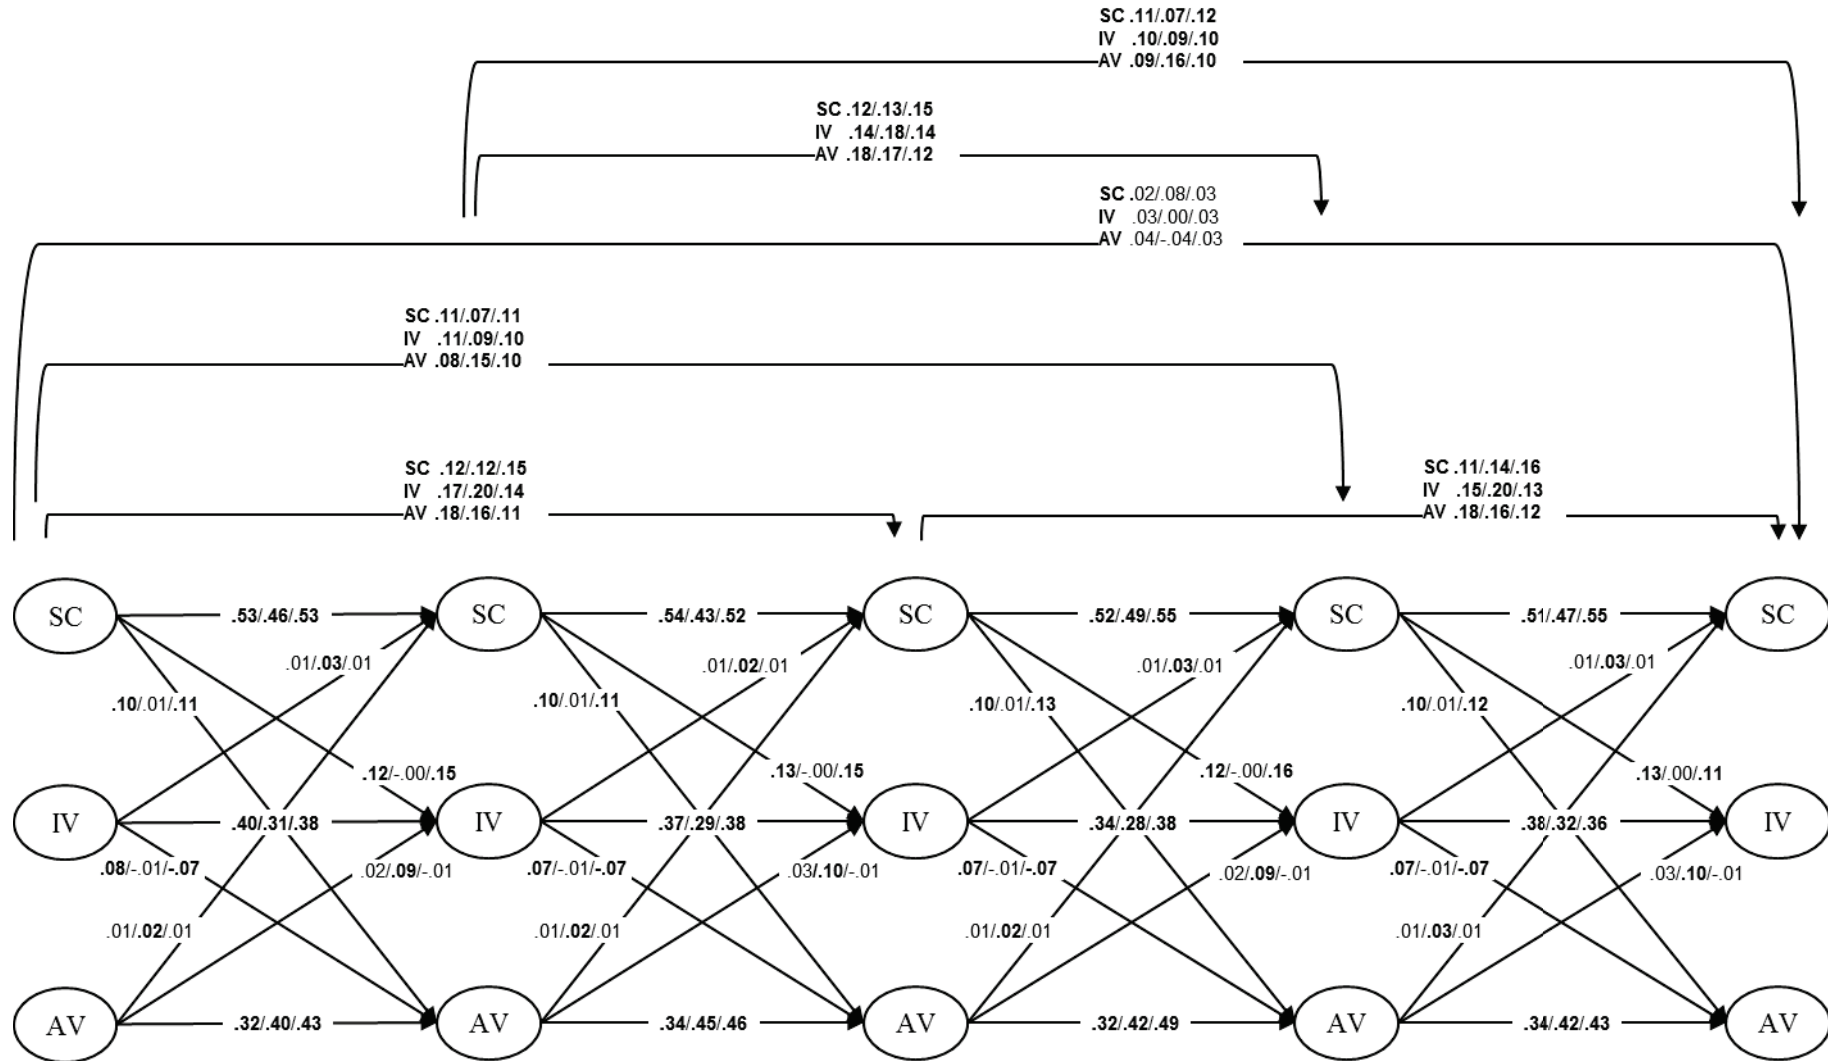 SC .11/.07/.12
IV .10/.09/.10
AV .09/.16/.10
SC .12/.13/.15
IV .14/.18/.14
AV .18/.17/.12
SC .02/.08/.03
IV .03/.00/.03
AV .04/-.04/.03
SC .11/.07/.11
IV .11/.09/.10
AV .08/.15/.10
SC .12/.12/.15
IV .17/.20/.14
AV .18/.16/.11
SC .11/.14/.16
IV .15/.20/.13
AV .18/.16/.12
SC .53/.46/.53 SC .54/.43/.52 SC .52/.49/.55 SC .51/.47/.55 SC
.01/.03/.01 .01/.02/.01 .01/.03/.01 .01/.03/.01
.10/.01/.11 .10/.01/.11 .10/.01/.13 .10/.01/.12
.12/-.00/.15 .13/-.00/.15 .12/-.00/.16 .13/.00/.11
IV .40/.31/.38 IV .37/.29/.38 IV .34/.28/.38 IV .38/.32/.36 IV
.08/-.01/-.07 .02/.09/-.01 .07/-.01/-.07 .03/.10/-.01 .07/-.01/-.07 .02/.09/-.01 .07/-.01/-.07 .03/.10/-.01
.01/.02/.01 .01/.02/.01 .01/.02/.01 .01/.03/.01
AV .32/.40/.43 AV .34/.45/.46 AV .32/.42/.49 AV .34/.42/.43 AV